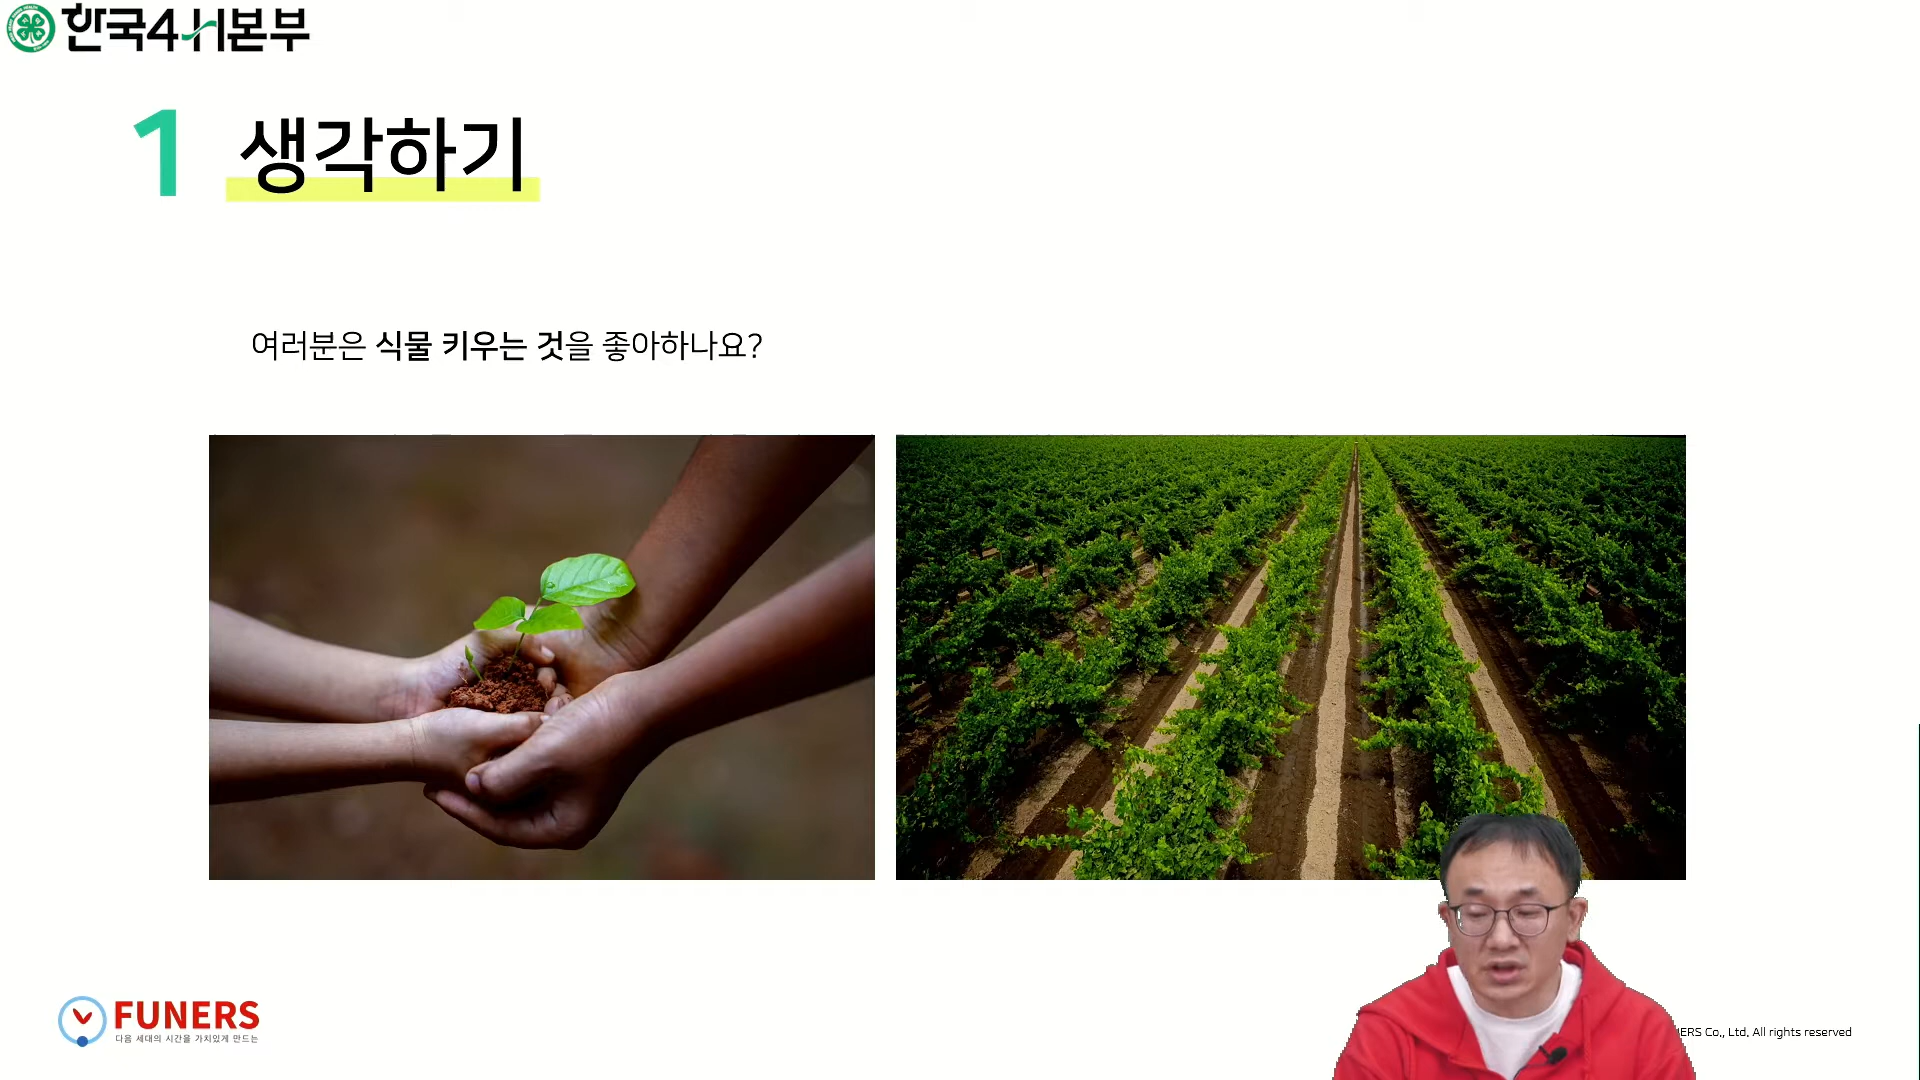 한국4-H본부
1 생각하기
여러분은 식물 키우는 것을 좋아하나요?
FUNERS
다음 세대의 시간을 가치있게 만드는
ERS Co., Ltd. All rights reserved